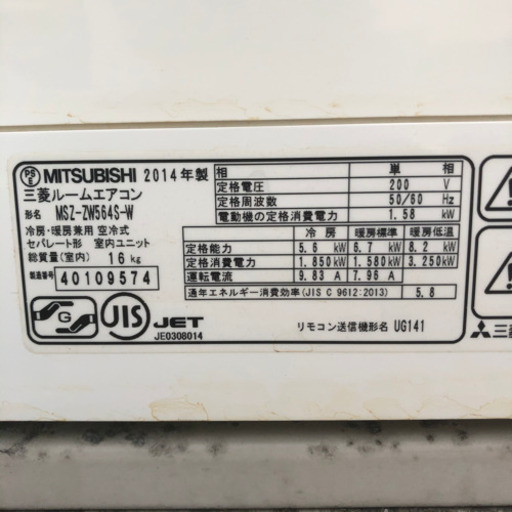 PS E MITSUBISHI 2014年製
三菱ルームエアコン
形名 MSZ-ZW564S-W
冷房・暖房兼用 空冷式
セパレート形 室内ユニット
総質量(室内) 16 kg
製造番号 40109574
G JIS JET
JE0308014
相 単 相
定格電圧 200 V
定格周波数 50/60 Hz
電動機の定格消費電力 1.58 kW
冷 房 暖房標準 暖房低温
定格能力 5.6 kW 6.7 kW 8.2 kW
定格消費電力 1.850 kW 1.580 kW 3.250 kW
運転電流 9.83 A 7.96 A
通年エネルギー消費効率(JIS C 9612:2013) 5.8
リモコン送信機形名 UG141
三菱